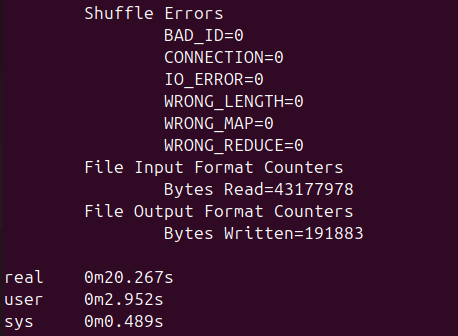 Shuffle Errors
BAD_ID=0
CONNECTION=0
IO_ERROR=0
WRONG_LENGTH=0
WRONG_MAP=0
WRONG_REDUCE=0
File Input Format Counters
Bytes Read=43177978
File Output Format Counters
Bytes Written=191883
real 0m20.267s
user 0m2.952s
sys 0m0.489s